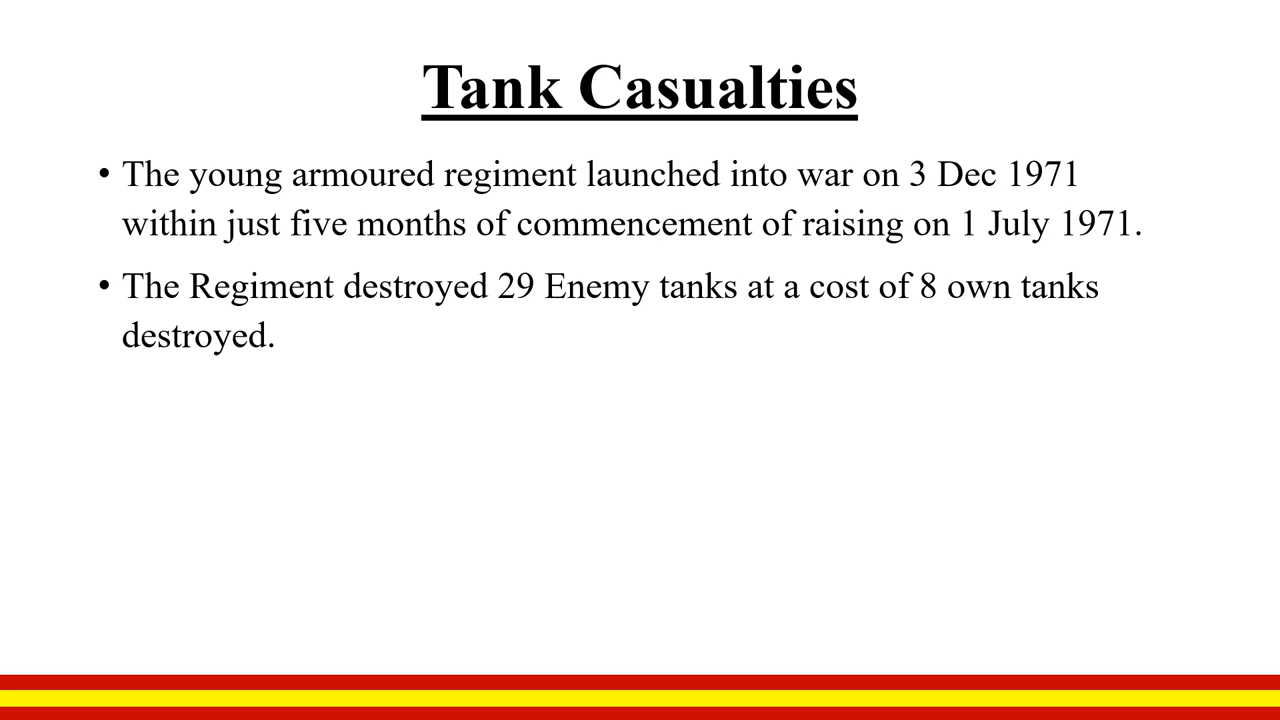 Tank Casualties
• The young armoured regiment launched into war on 3 Dec 1971
within just five months of commencement of raising on 1 July 1971.
• The Regiment destroyed 29 Enemy tanks at a cost of 8 own tanks
destroyed.